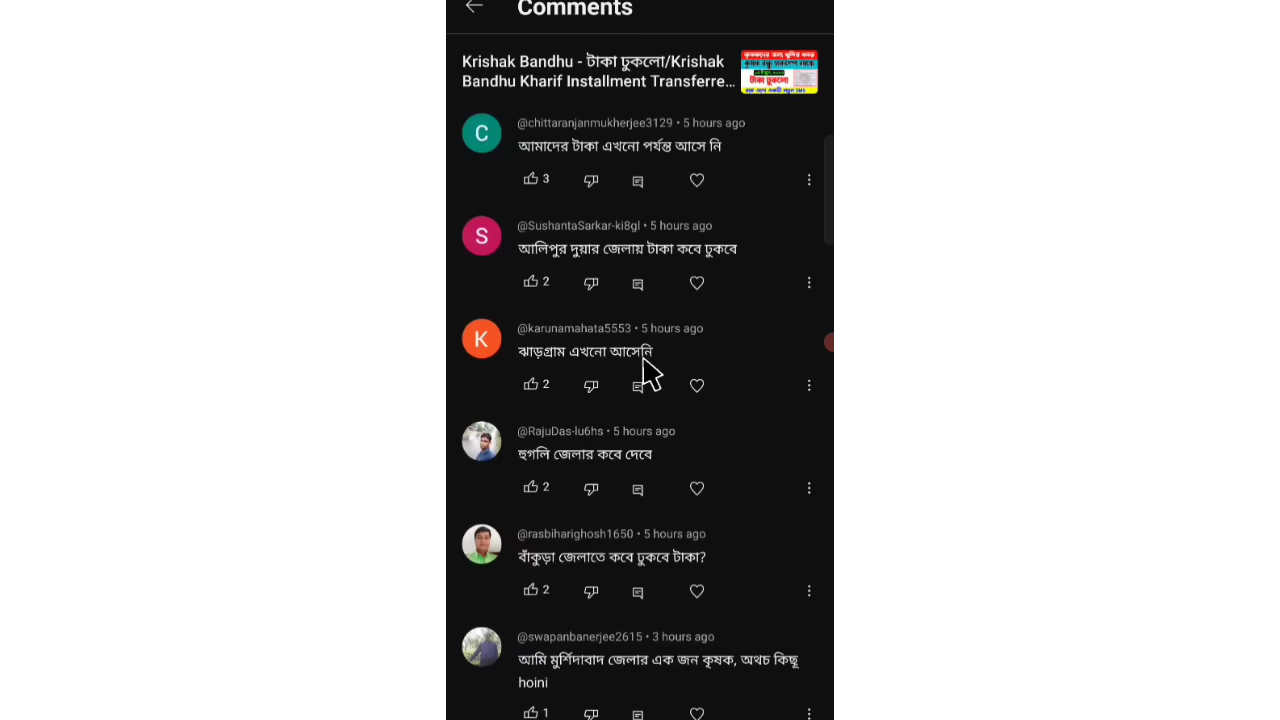 Comments
Krishak Bandhu - টাকা ঢুকলো/Krishak
Bandhu Kharif Installment Transferre...
টাকা ঢুকলো
C
@chittaranjanmukherjee3129 • 5 hours ago
আমাদের টাকা এখনো পর্যন্ত আসে নি
3
S
@SushantaSarkar-ki8gl • 5 hours ago
আলিপুর দুয়ার জেলায় টাকা কবে ঢুকবে
2
K
@karunamahata5553 • 5 hours ago
ঝাড়গ্রাম এখনো আসেনি
2
@RajuDas-lu6hs • 5 hours ago
হুগলি জেলার কবে দেবে
2
@rasbiharighosh1650 • 5 hours ago
বাঁকুড়া জেলাতে কবে ঢুকবে টাকা?
2
@swapanbanerjee2615 • 3 hours ago
আমি মুর্শিদাবাদ জেলার এক জন কৃষক, অথচ কিছূ
hoini
1